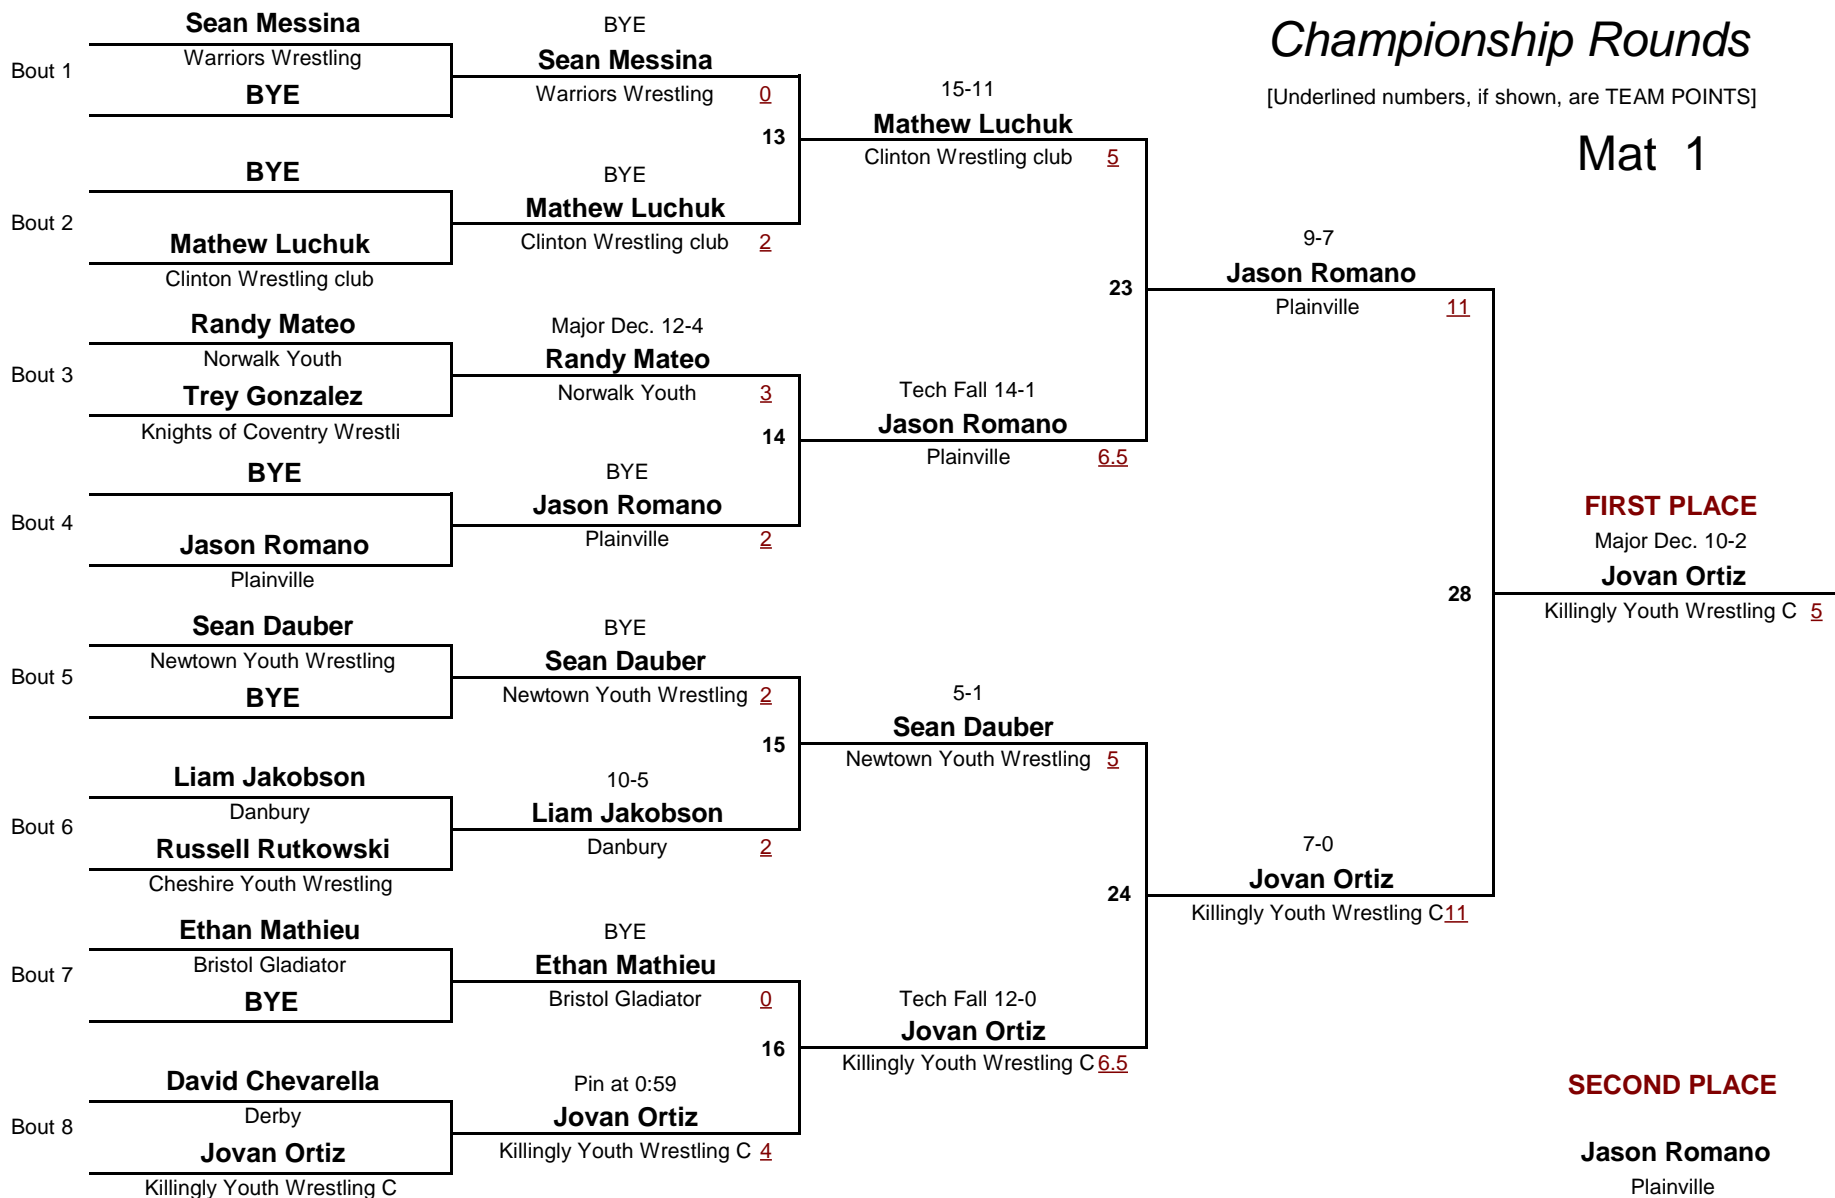 Championship Rounds
[Underlined numbers, if shown, are TEAM POINTS]
Mat 1
Bout 1
Sean Messina
Warriors Wrestling
BYE
Bout 2
BYE
Mathew Luchuk
Clinton Wrestling club
Bout 3
Randy Mateo
Norwalk Youth
Trey Gonzalez
Knights of Coventry Wrestli
Bout 4
BYE
Jason Romano
Plainville
Bout 5
Sean Dauber
Newtown Youth Wrestling
BYE
Bout 6
Liam Jakobson
Danbury
Russell Rutkowski
Cheshire Youth Wrestling
Bout 7
Ethan Mathieu
Bristol Gladiator
BYE
Bout 8
David Chevarella
Derby
Jovan Ortiz
Killingly Youth Wrestling C
BYE
Sean Messina
Warriors Wrestling 0
13
BYE
Mathew Luchuk
Clinton Wrestling club 2
Major Dec. 12-4
Randy Mateo
Norwalk Youth 3
14
BYE
Jason Romano
Plainville 2
BYE
Sean Dauber
Newtown Youth Wrestling 2
15
10-5
Liam Jakobson
Danbury 2
BYE
Ethan Mathieu
Bristol Gladiator 0
16
Pin at 0:59
Jovan Ortiz
Killingly Youth Wrestling C 4
15-11
Mathew Luchuk
Clinton Wrestling club 5
23
Tech Fall 14-1
Jason Romano
Plainville 6.5
5-1
Sean Dauber
Newtown Youth Wrestling 5
24
Tech Fall 12-0
Jovan Ortiz
Killingly Youth Wrestling C 6.5
9-7
Jason Romano
Plainville 11
28
7-0
Jovan Ortiz
Killingly Youth Wrestling C 11
FIRST PLACE
Major Dec. 10-2
Jovan Ortiz
Killingly Youth Wrestling C 5
SECOND PLACE
Jason Romano
Plainville